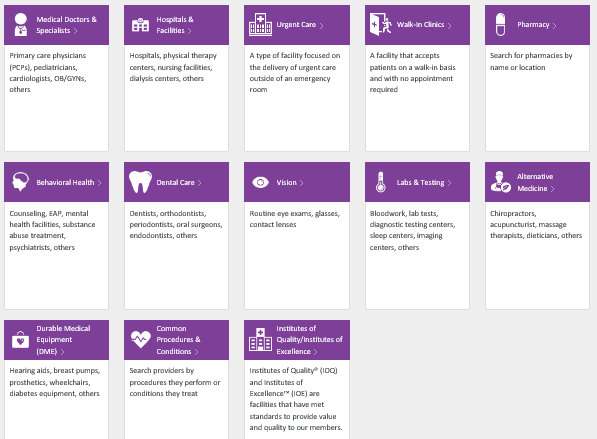 Medical Doctors &
Specialists >
Primary care physicians
(PCPs), pediatricians,
cardiologists, OB/GYNs,
others
Hospitals &
Facilities >
Hospitals, physical therapy
centers, nursing facilities,
dialysis centers, others
Urgent Care >
A type of facility focused on
the delivery of urgent care
outside of an emergency
room
Walk-In Clinics >
A facility that accepts
patients on a walk-in basis
and with no appointment
required
Pharmacy >
Search for pharmacies by
name or location
Behavioral Health >
Counseling, EAP, mental
health facilities, substance
abuse treatment,
psychiatrists, others
Dental Care >
Dentists, orthodontists,
periodontists, oral surgeons,
endodontists, others
Vision >
Routine eye exams, glasses,
contact lenses
Labs & Testing >
Bloodwork, lab tests,
diagnostic testing centers,
sleep centers, imaging
centers, others
Alternative
Medicine >
Chiropractors,
acupuncturist, massage
therapists, dieticians, others
Durable Medical
Equipment
(DME) >
Hearing aids, breast pumps,
prosthetics, wheelchairs,
diabetes equipment, others
Common
Procedures &
Conditions >
Search providers by
procedures they perform or
conditions they treat
Institutes of
Quality/Institutes of
Excellence >
Institutes of Quality® (IOQ)
and Institutes of
Excellence™ (IOE) are
facilities that have met
standards to provide value
and quality to our members.